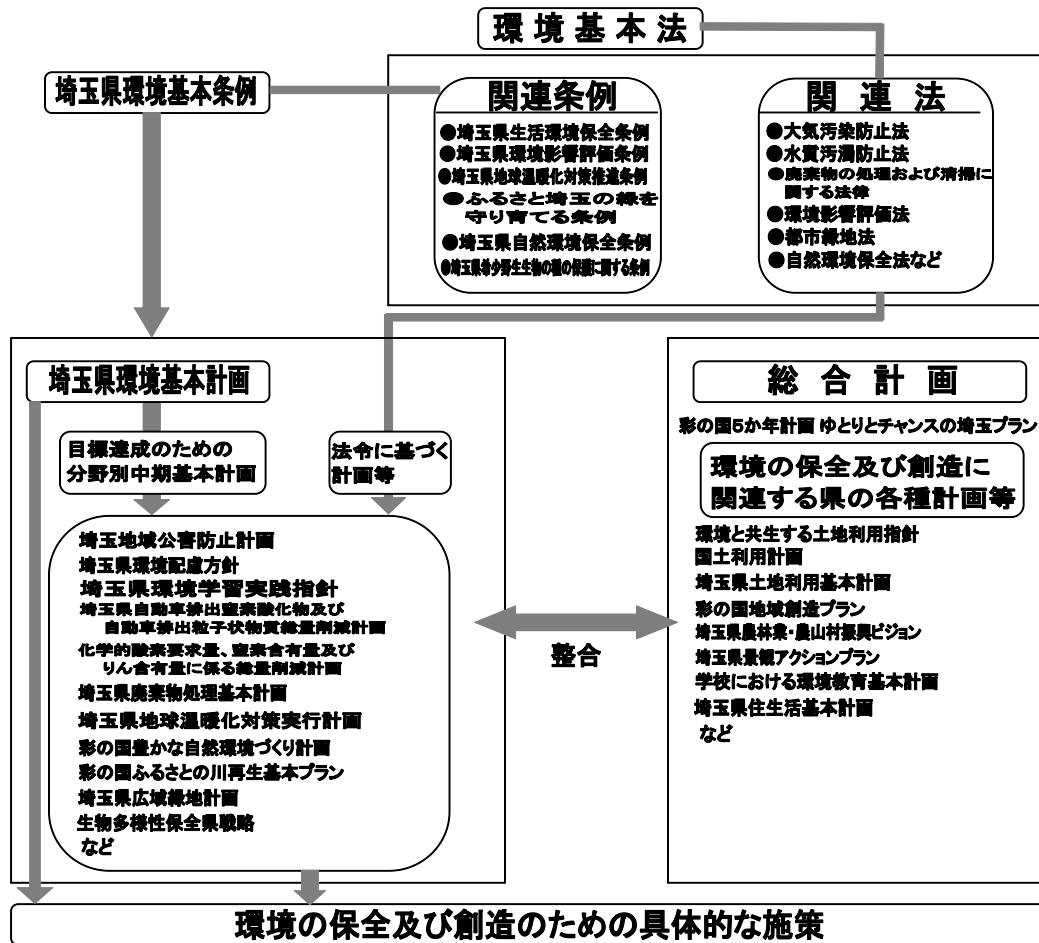 環境基本法
埼玉県環境基本条例
関連条例
●埼玉県生活環境保全条例
●埼玉県環境影響評価条例
●埼玉県地球温暖化対策推進条例
●ふるさと埼玉の緑を
守り育てる条例
●埼玉県自然環境保全条例
●埼玉県希少野生生物の種の保護に関する条例
関連法
●大気汚染防止法
●水質汚濁防止法
●廃棄物の処理および清掃に
関する法律
●環境影響評価法
●都市緑地法
●自然環境保全法など
埼玉県環境基本計画
目標達成のための
分野別中期基本計画
法令に基づく
計画等
埼玉地域公害防止計画
埼玉県環境配慮方針
埼玉県環境学習実践指針
埼玉県自動車排出窒素酸化物及び
自動車排出粒子状物質総量削減計画
化学的酸素要求量、窒素含有量及び
りん含有量に係る総量削減計画
埼玉県廃棄物処理基本計画
埼玉県地球温暖化対策実行計画
彩の国豊かな自然環境づくり計画
彩の国ふるさとの川再生基本プラン
埼玉県広域緑地計画
生物多様性保全県戦略
など
整合
総合計画
彩の国5か年計画 ゆとりとチャンスの埼玉プラン
環境の保全及び創造に
関連する県の各種計画等
環境と共生する土地利用指針
国土利用計画
埼玉県土地利用基本計画
彩の国地域創造プラン
埼玉県農林業・農山村振興ビジョン
埼玉県景観アクションプラン
学校における環境教育基本計画
埼玉県住生活基本計画
など
環境の保全及び創造のための具体的な施策